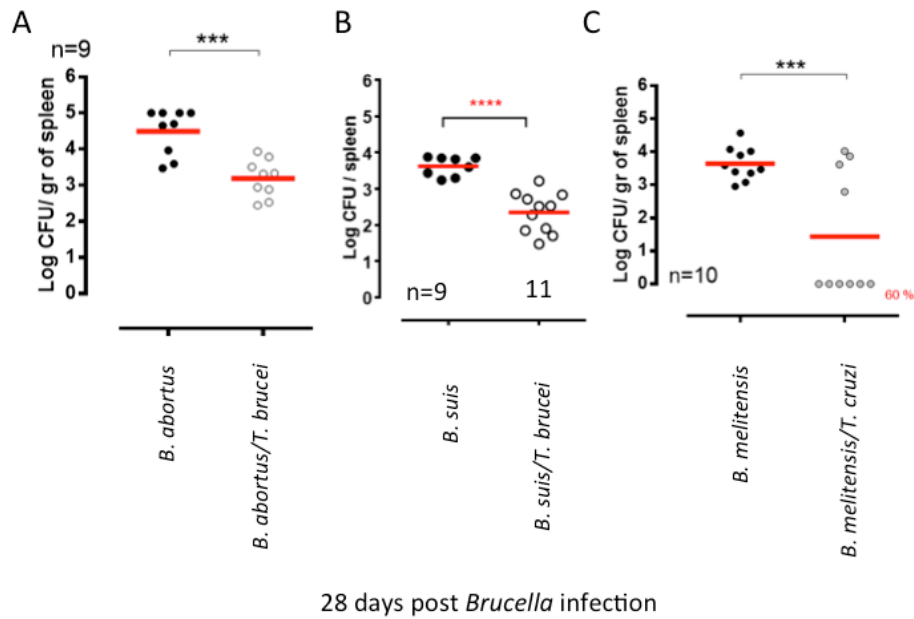 A
n=9
***
Log CFU/ gr of spleen
6
5
4
3
2
1
0
B. abortus
B. abortus/T. brucei
B
****
Log CFU / spleen
6
5
4
3
2
1
0
n=9
11
B. suis
B. suis/T. brucei
C
***
Log CFU/ gr of spleen
6
5
4
3
2
1
0
n=10
60 %
B. melitensis
B. melitensis/T. cruzi
28 days post Brucella infection